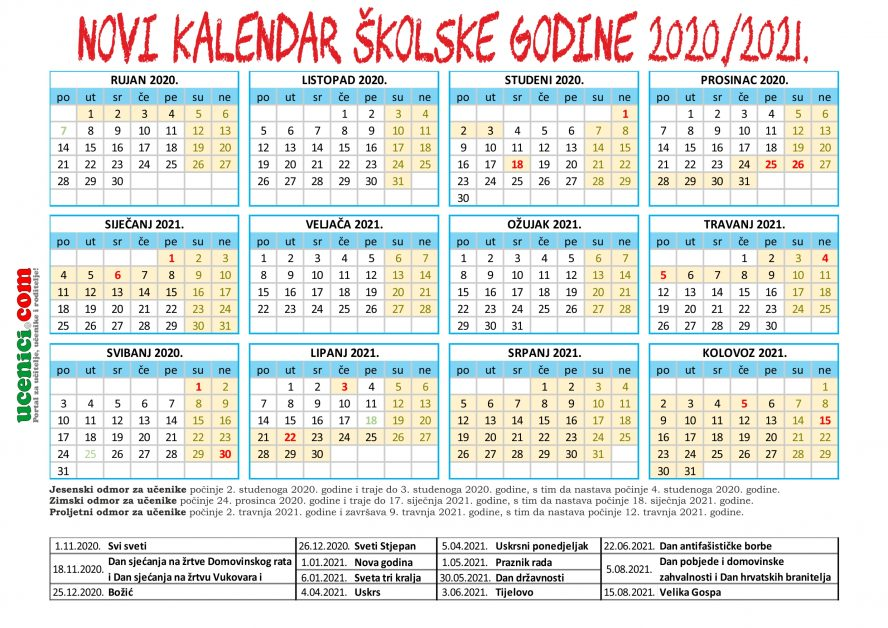 NOVI KALENDAR ŠKOLSKE GODINE 2020/2021.
RUJAN 2020.
po ut sr če pe su ne
1 2 3 4 5 6
7 8 9 10 11 12 13
14 15 16 17 18 19 20
21 22 23 24 25 26 27
28 29 30
LISTOPAD 2020.
po ut sr če pe su ne
1 2 3 4
5 6 7 8 9 10 11
12 13 14 15 16 17 18
19 20 21 22 23 24 25
26 27 28 29 30 31
STUDENI 2020.
po ut sr če pe su ne
1
2 3 4 5 6 7 8
9 10 11 12 13 14 15
16 17 18 19 20 21 22
23 24 25 26 27 28 29
30
PROSINAC 2020.
po ut sr če pe su ne
1 2 3 4 5 6
7 8 9 10 11 12 13
14 15 16 17 18 19 20
21 22 23 24 25 26 27
28 29 30 31
SIJEČANJ 2021.
po ut sr če pe su ne
1 2 3
4 5 6 7 8 9 10
11 12 13 14 15 16 17
18 19 20 21 22 23 24
25 26 27 28 29 30 31
VELJAČA 2021.
po ut sr če pe su ne
1 2 3 4 5 6 7
8 9 10 11 12 13 14
15 16 17 18 19 20 21
22 23 24 25 26 27 28
OŽUJAK 2021.
po ut sr če pe su ne
1 2 3 4 5 6 7
8 9 10 11 12 13 14
15 16 17 18 19 20 21
22 23 24 25 26 27 28
29 30 31
TRAVANJ 2021.
po ut sr če pe su ne
1 2 3 4
5 6 7 8 9 10 11
12 13 14 15 16 17 18
19 20 21 22 23 24 25
26 27 28 29 30
SVIBANJ 2020.
po ut sr če pe su ne
1 2
3 4 5 6 7 8 9
10 11 12 13 14 15 16
17 18 19 20 21 22 23
24 25 26 27 28 29 30
31
LIPANJ 2021.
po ut sr če pe su ne
1 2 3 4 5 6
7 8 9 10 11 12 13
14 15 16 17 18 19 20
21 22 23 24 25 26 27
28 29 30
SRPANJ 2021.
po ut sr če pe su ne
1 2 3 4
5 6 7 8 9 10 11
12 13 14 15 16 17 18
19 20 21 22 23 24 25
26 27 28 29 30 31
KOLOVOZ 2021.
po ut sr če pe su ne
1
2 3 4 5 6 7 8
9 10 11 12 13 14 15
16 17 18 19 20 21 22
23 24 25 26 27 28 29
30 31
ucenici.com
Portal za učitelje, učenike i roditelje!
Jesenski odmor za učenike počinje 2. studenoga 2020. godine i traje do 3. studenoga 2020. godine, s tim da nastava počinje 4. studenoga 2020. godine.
Zimski odmor za učenike počinje 24. prosinca 2020. godine i traje do 17. siječnja 2021. godine, s tim da nastava počinje 18. siječnja 2021. godine.
Proljetni odmor za učenike počinje 2. travnja 2021. godine i završava 9. travnja 2021. godine, s tim da nastava počinje 12. travnja 2021. godine.
1.11.2020. Svi sveti
18.11.2020. Dan sjećanja na žrtve Domovinskog rata
i Dan sjećanja na žrtvu Vukovara i
25.12.2020. Božić
26.12.2020. Sveti Stjepan
1.01.2021. Nova godina
6.01.2021. Sveta tri kralja
4.04.2021. Uskrs
5.04.2021. Uskrsni ponedjeljak
1.05.2021. Praznik rada
30.05.2021. Dan državnosti
3.06.2021. Tijelovo
22.06.2021. Dan antifašističke borbe
5.08.2021. Dan pobjede i domovinske
zahvalnosti i Dan hrvatskih branitelja
15.08.2021. Velika Gospa